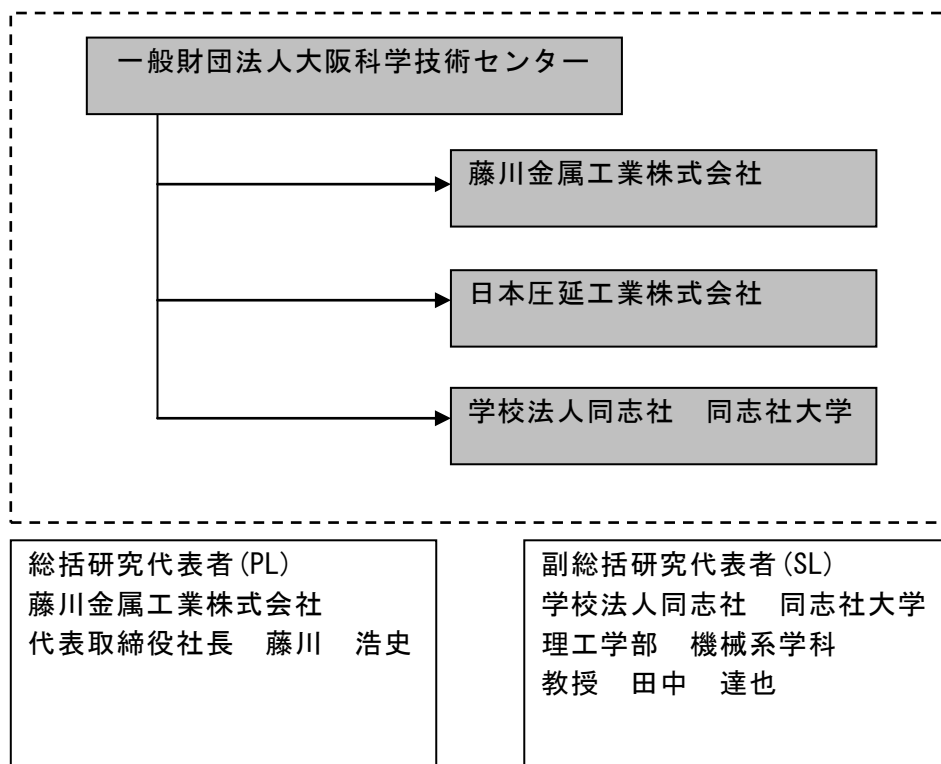 一般財団法人大阪科学技術センター
藤川金属工業株式会社
日本圧延工業株式会社
学校法人同志社　同志社大学
総括研究代表者(PL)
藤川金属工業株式会社
代表取締役社長　藤川　浩史
副総括研究代表者(SL)
学校法人同志社　同志社大学
理工学部　機械系学科
教授　田中　達也